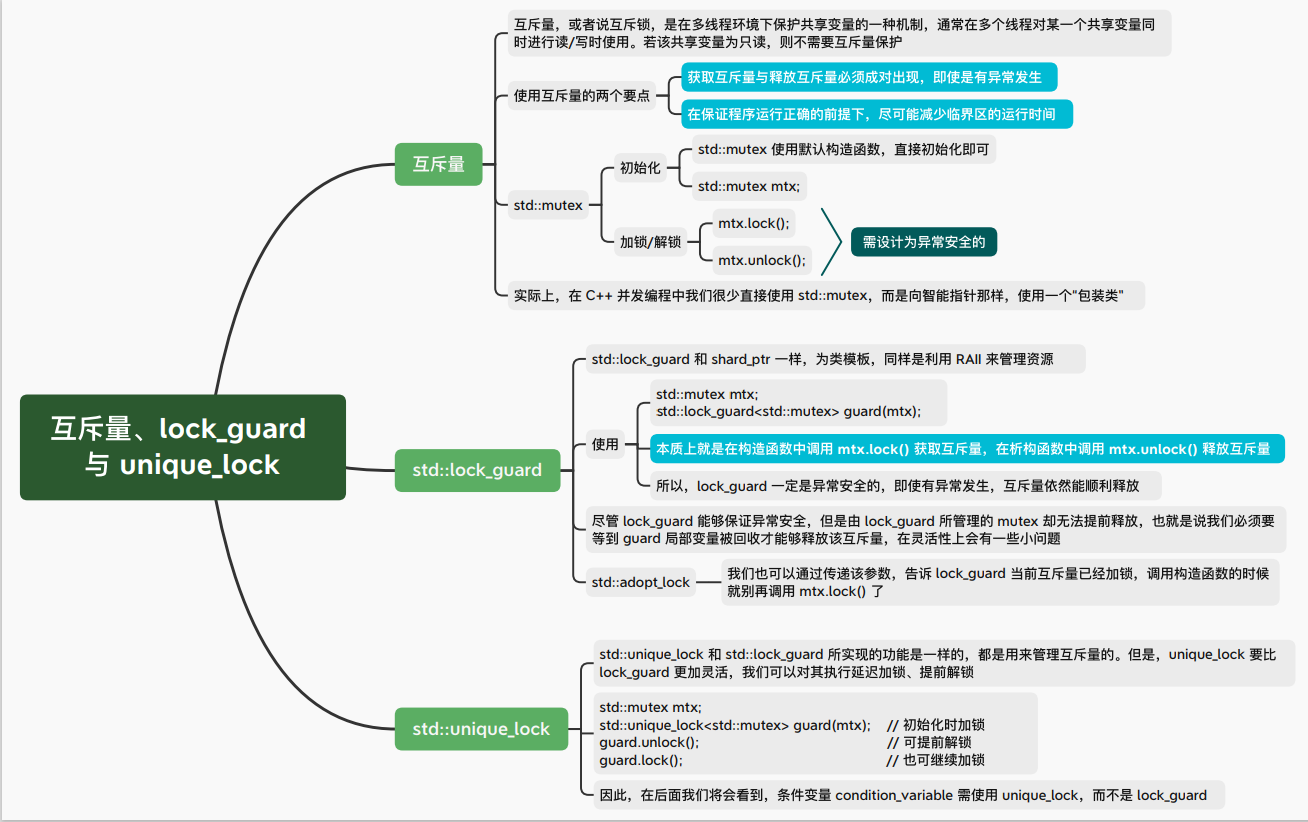 互斥量、lock_guard
与 unique_lock
互斥量
互斥量，或者说互斥锁，是在多线程环境下保护共享变量的一种机制，通常在多个线程对某一个共享变量同
时进行读/写时使用。若该共享变量为只读，则不需要互斥量保护
使用互斥量的两个要点
获取互斥量与释放互斥量必须成对出现，即使是有异常发生
在保证程序运行正确的前提下，尽可能减少临界区的运行时间
std::mutex
初始化
std::mutex 使用默认构造函数，直接初始化即可
std::mutex mtx;
加锁/解锁
mtx.lock();
mtx.unlock();
需设计为异常安全的
实际上，在 C++ 并发编程中我们很少直接使用 std::mutex，而是向智能指针那样，使用一个"包装类"
std::lock_guard
std::lock_guard 和 shard_ptr 一样，为类模板，同样是利用 RAII 来管理资源
使用
std::mutex mtx;
std::lock_guard<std::mutex> guard(mtx);
本质上就是在构造函数中调用 mtx.lock() 获取互斥量，在析构函数中调用 mtx.unlock() 释放互斥量
所以，lock_guard 一定是异常安全的，即使有异常发生，互斥量依然能顺利释放
尽管 lock_guard 能够保证异常安全，但是由 lock_guard 所管理的 mutex 却无法提前释放，也就是说我们必须要
等到 guard 局部变量被回收才能够释放该互斥量，在灵活性上会有一些小问题
std::adopt_lock
我们也可以通过传递该参数，告诉 lock_guard 当前互斥量已经加锁，调用构造函数的时候
就别再调用 mtx.lock() 了
std::unique_lock
std::unique_lock 和 std::lock_guard 所实现的功能是一样的，都是用来管理互斥量的。但是，unique_lock 要比
lock_guard 更加灵活，我们可以对其执行延迟加锁、提前解锁
std::mutex mtx;
std::unique_lock<std::mutex> guard(mtx); // 初始化时加锁
guard.unlock(); // 可提前解锁
guard.lock(); // 也可继续加锁
因此，在后面我们将会看到，条件变量 condition_variable 需使用 unique_lock，而不是 lock_guard